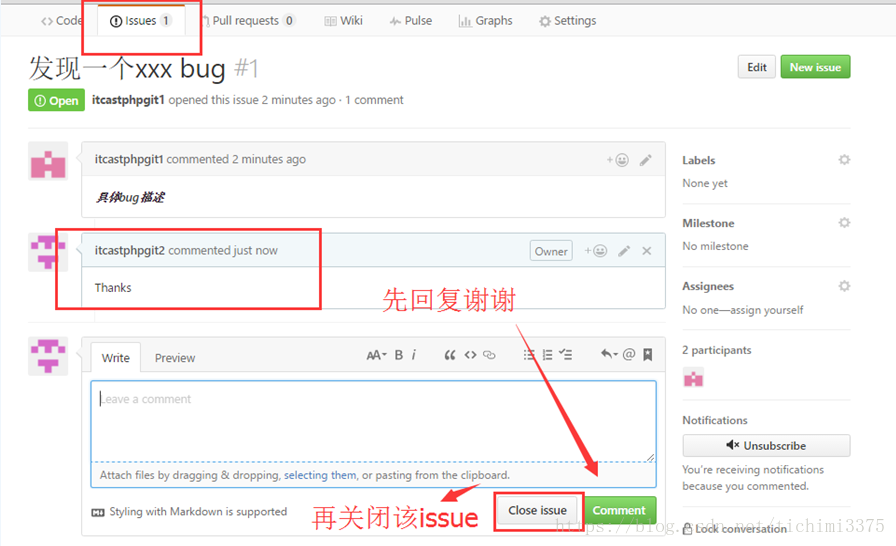 Code Issues 1 Pull requests 0 Wiki Pulse Graphs Settings
发现一个xxx bug #1
Edit New issue
Open itcastphpgit1 opened this issue 2 minutes ago · 1 comment
itcastphpgit1 commented 2 minutes ago
具体bug描述
itcastphpgit2 commented just now Owner
Thanks
先回复谢谢
Write Preview AA B i
Leave a comment
Attach files by dragging & dropping, selecting them, or pasting from the clipboard.
Styling with Markdown is supported
再关闭该issue
Close issue Comment
Labels
None yet
Milestone
No milestone
Assignees
No one—assign yourself
2 participants
Notifications
Unsubscribe
You're receiving notifications
because you commented.
Lock conversation
https://blog.csdn.net/tichimi3375